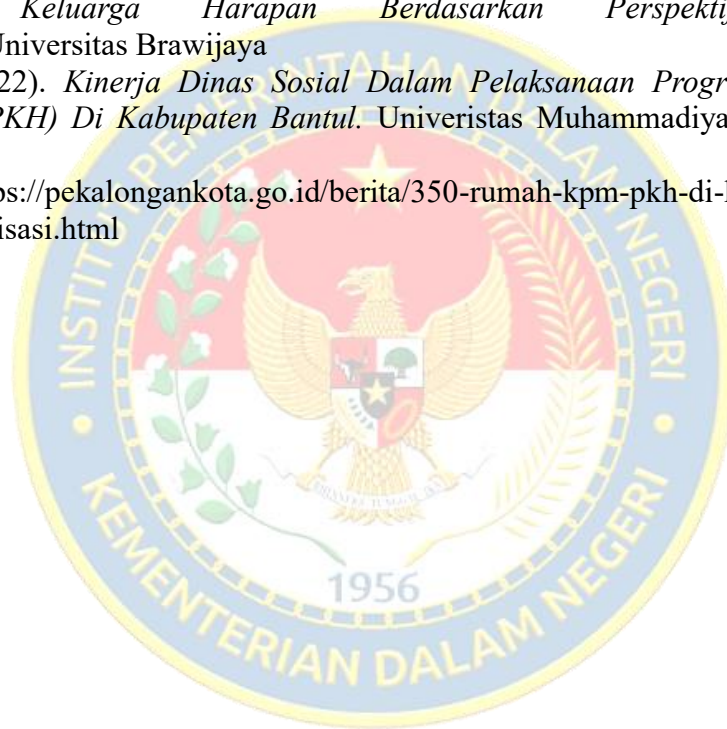 Keluarga Harapan Berdasarkan Perspekti
Universitas Brawijaya
22). Kinerja Dinas Sosial Dalam Pelaksanaan Progr
PKH) Di Kabupaten Bantul. Univeristas Muhammadiya
ps://pekalongankota.go.id/berita/350-rumah-kpm-pkh-di-
isasi.html
INSTITUT PEMERINTAHAN DALAM NEGERI
1956
KEMENTERIAN DALAM NEGERI